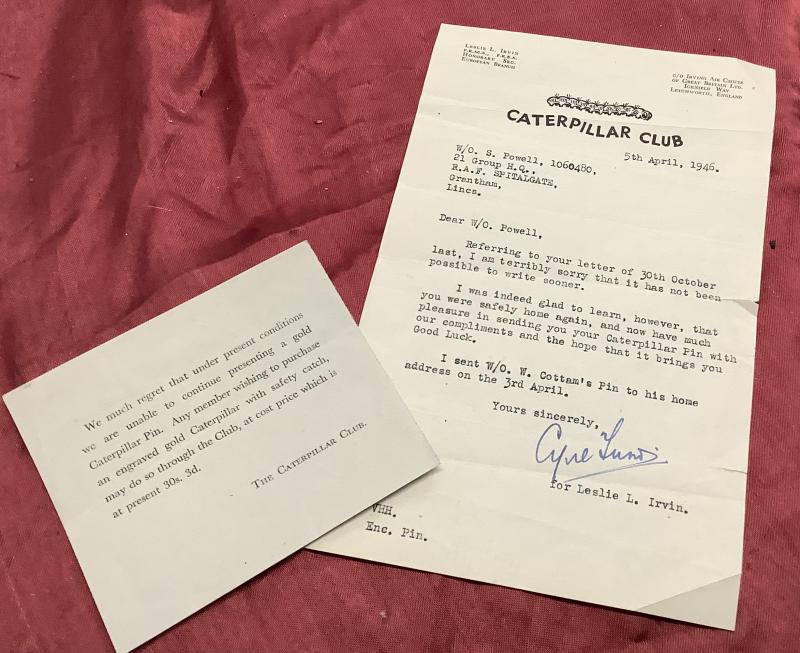 LESLIE L. IRVIN
F.R.AE.S., F.R.S.A.
HONORARY SEC.
EUROPEAN BRANCH
C/O IRVING AIR CHUTE
OF GREAT BRITAIN LTD.
ICKNIELD WAY
LETCHWORTH, ENGLAND
CATERPILLAR CLUB
5th April, 1946.
W/O. S. Powell, 1060480,
21 Group H.Q.,
R.A.F. SPITALGATE,
Grantham,
Lincs.
Dear W/O. Powell,
Referring to your letter of 30th October
last, I am terribly sorry that it has not been
possible to write sooner.
I was indeed glad to learn, however, that
you were safely home again, and now have much
pleasure in sending you your Caterpillar Pin with
our compliments and the hope that it brings you
Good Luck.
I sent W/O. W. Cottam's Pin to his home
address on the 3rd April.
Yours sincerely,
for Leslie L. Irvin.
VHH.
Enc. Pin.
We much regret that under present conditions
we are unable to continue presenting a gold
Caterpillar Pin. Any member wishing to purchase
an engraved gold Caterpillar with safety catch,
may do so through the Club, at cost price which is
at present 30s. 3d.
THE CATERPILLAR CLUB.